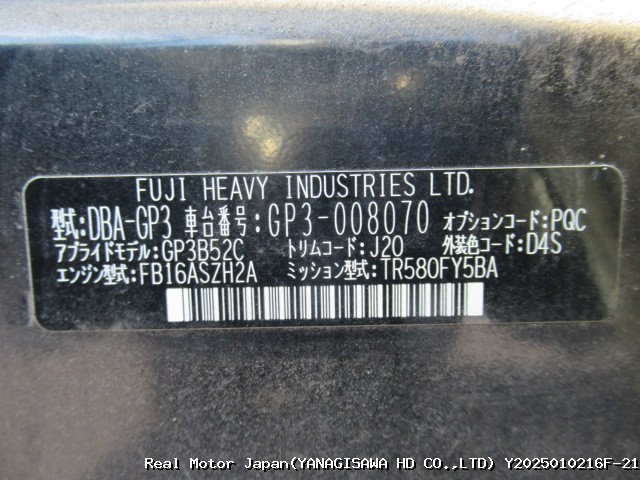 FUJI HEAVY INDUSTRIES LTD.
型式:DBA-GP3 車台番号:GP3-008070 オプションコード:PQC
アプライドモデル:GP3B52C トリムコード:J20 外装色コード:D4S
エンジン型式:FB16ASZH2A ミッション型式:TR580FY5BA
Real Motor Japan(YANAGISAWA HD CO.,LTD) Y2025010216F-21